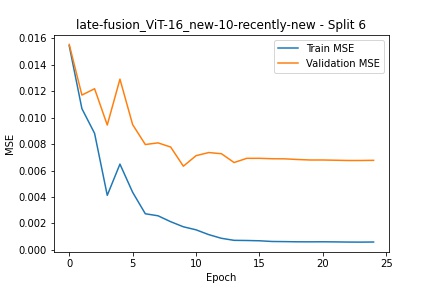 late-fusion_ViT-16_new-10-recently-new - Split 6
Train MSE
Validation MSE
MSE
0.016
0.014
0.012
0.010
0.008
0.006
0.004
0.002
0.000
0 5 10 15 20 25
Epoch